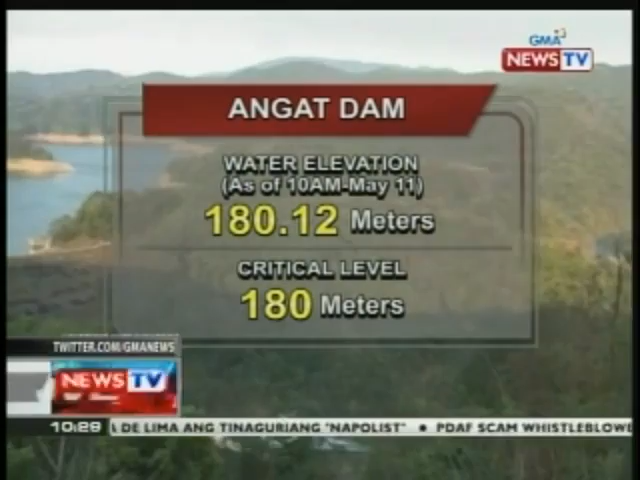 GMA
NEWS TV
ANGAT DAM
WATER ELEVATION
(As of 10AM-May 11)
180.12 Meters
CRITICAL LEVEL
180 Meters
TWITTER.COM/GMANEWS
NEWS TV
10:29 DE LIMA ANG TINAGURIANG "NAPOLIST" ● PDAF SCAM WHISTLEBLOWE